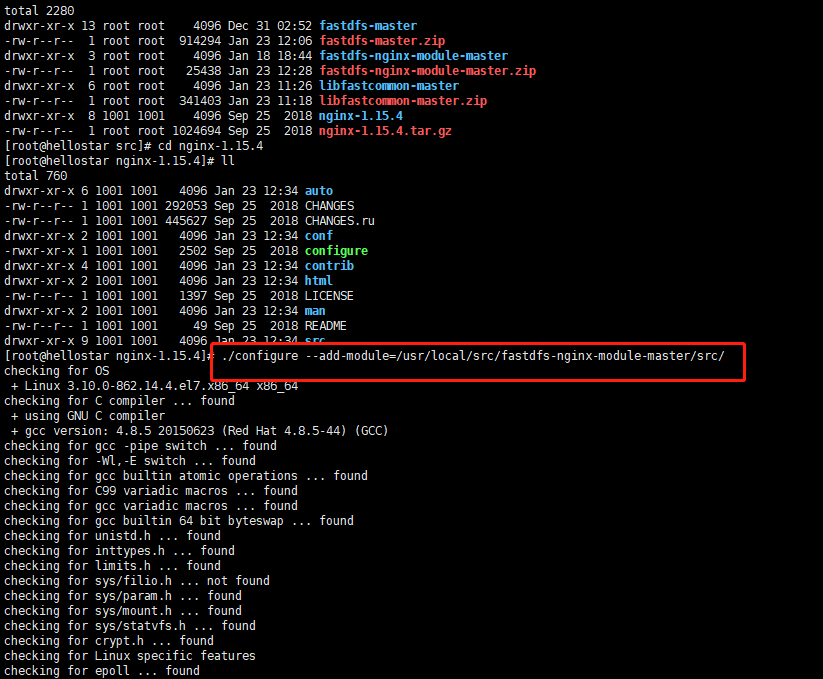 total 2280
drwxr-xr-x 13 root root    4096 Dec 31 02:52 fastdfs-master
-rw-r--r--  1 root root  914294 Jan 23 12:06 fastdfs-master.zip
drwxr-xr-x  3 root root    4096 Jan 18 18:44 fastdfs-nginx-module-master
-rw-r--r--  1 root root   25438 Jan 23 12:28 fastdfs-nginx-module-master.zip
drwxr-xr-x  6 root root    4096 Jan 23 11:26 libfastcommon-master
-rw-r--r--  1 root root  341403 Jan 23 11:18 libfastcommon-master.zip
drwxr-xr-x  8 1001 1001    4096 Sep 25  2018 nginx-1.15.4
-rw-r--r--  1 root root 1024694 Sep 25  2018 nginx-1.15.4.tar.gz
[root@hellostar src]# cd nginx-1.15.4
[root@hellostar nginx-1.15.4]# ll
total 760
drwxr-xr-x 6 1001 1001   4096 Jan 23 12:34 auto
-rw-r--r-- 1 1001 1001 292053 Sep 25  2018 CHANGES
-rw-r--r-- 1 1001 1001 445627 Sep 25  2018 CHANGES.ru
drwxr-xr-x 2 1001 1001   4096 Jan 23 12:34 conf
-rwxr-xr-x 1 1001 1001   2502 Sep 25  2018 configure
drwxr-xr-x 4 1001 1001   4096 Jan 23 12:34 contrib
drwxr-xr-x 2 1001 1001   4096 Jan 23 12:34 html
-rw-r--r-- 1 1001 1001   1397 Sep 25  2018 LICENSE
drwxr-xr-x 2 1001 1001   4096 Jan 23 12:34 man
-rw-r--r-- 1 1001 1001     49 Sep 25  2018 README
drwxr-xr-x 9 1001 1001   4096 Jan 23 12:34 src
[root@hellostar nginx-1.15.4]# ./configure --add-module=/usr/local/src/fastdfs-nginx-module-master/src/
checking for OS
 + Linux 3.10.0-862.14.4.el7.x86_64 x86_64
checking for C compiler ... found
 + using GNU C compiler
 + gcc version: 4.8.5 20150623 (Red Hat 4.8.5-44) (GCC)
checking for gcc -pipe switch ... found
checking for -Wl,-E switch ... found
checking for gcc builtin atomic operations ... found
checking for C99 variadic macros ... found
checking for gcc variadic macros ... found
checking for gcc builtin 64 bit byteswap ... found
checking for unistd.h ... found
checking for inttypes.h ... found
checking for limits.h ... found
checking for sys/filio.h ... not found
checking for sys/param.h ... found
checking for sys/mount.h ... found
checking for sys/statvfs.h ... found
checking for crypt.h ... found
checking for Linux specific features
checking for epoll ... found